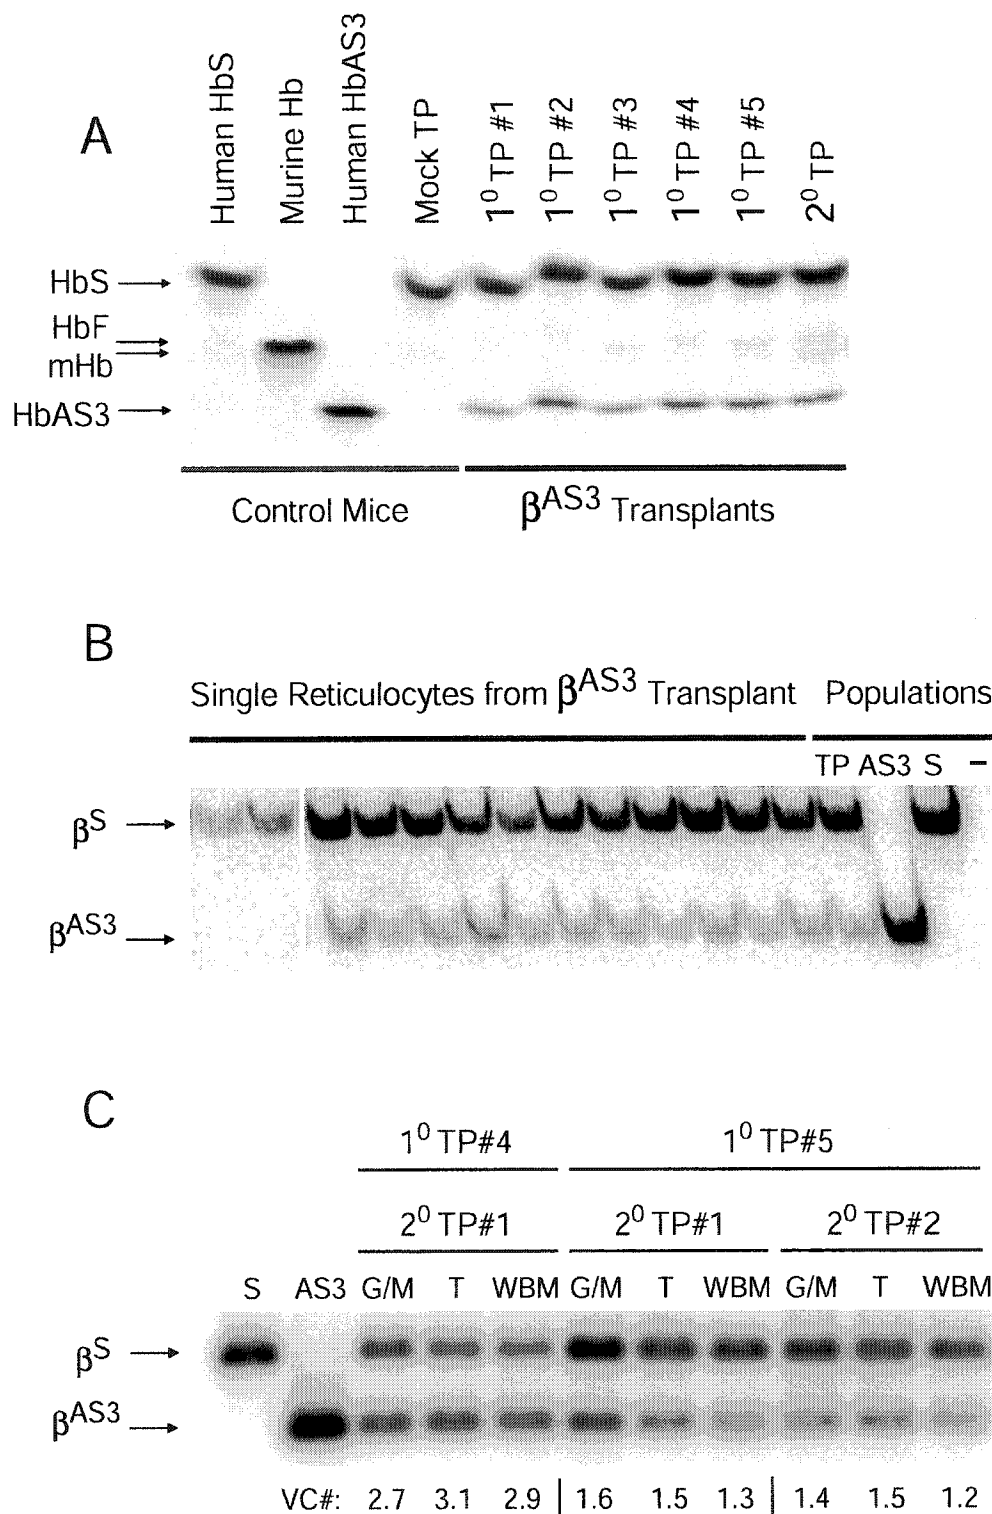 A
Human HbS
Murine Hb
Human HbAS3
Mock TP
1⁰ TP #1
1⁰ TP #2
1⁰ TP #3
1⁰ TP #4
1⁰ TP #5
2⁰ TP
HbS
HbF
mHb
HbAS3
Control Mice
βᴬˢ³ Transplants
B
Single Reticulocytes from βᴬˢ³ Transplant
Populations
TP AS3 S –
βˢ
βᴬˢ³
C
1⁰ TP#4 1⁰ TP#5
2⁰ TP#1 2⁰ TP#1 2⁰ TP#2
S AS3 G/M T WBM G/M T WBM G/M T WBM
βˢ
βᴬˢ³
VC#: 2.7 3.1 2.9 | 1.6 1.5 1.3 | 1.4 1.5 1.2